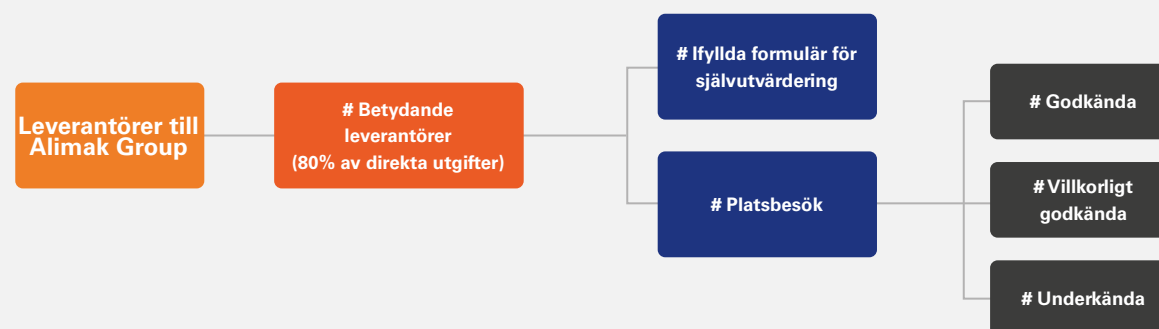 Leverantörer till
Alimak Group
# Betydande
leverantörer
(80% av direkta utgifter)
# Ifyllda formulär för
självutvärdering
# Platsbesök
# Godkända
# Villkorligt
godkända
# Underkända